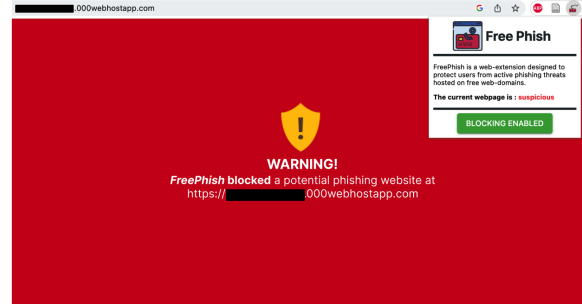 .000webhostapp.com
G
ABP
Free Phish
FreePhish is a web-extension designed to
protect users from active phishing threats
hosted on free web-domains.
The current webpage is : suspicious
BLOCKING ENABLED
!
WARNING!
FreePhish blocked a potential phishing website at
https:// .000webhostapp.com